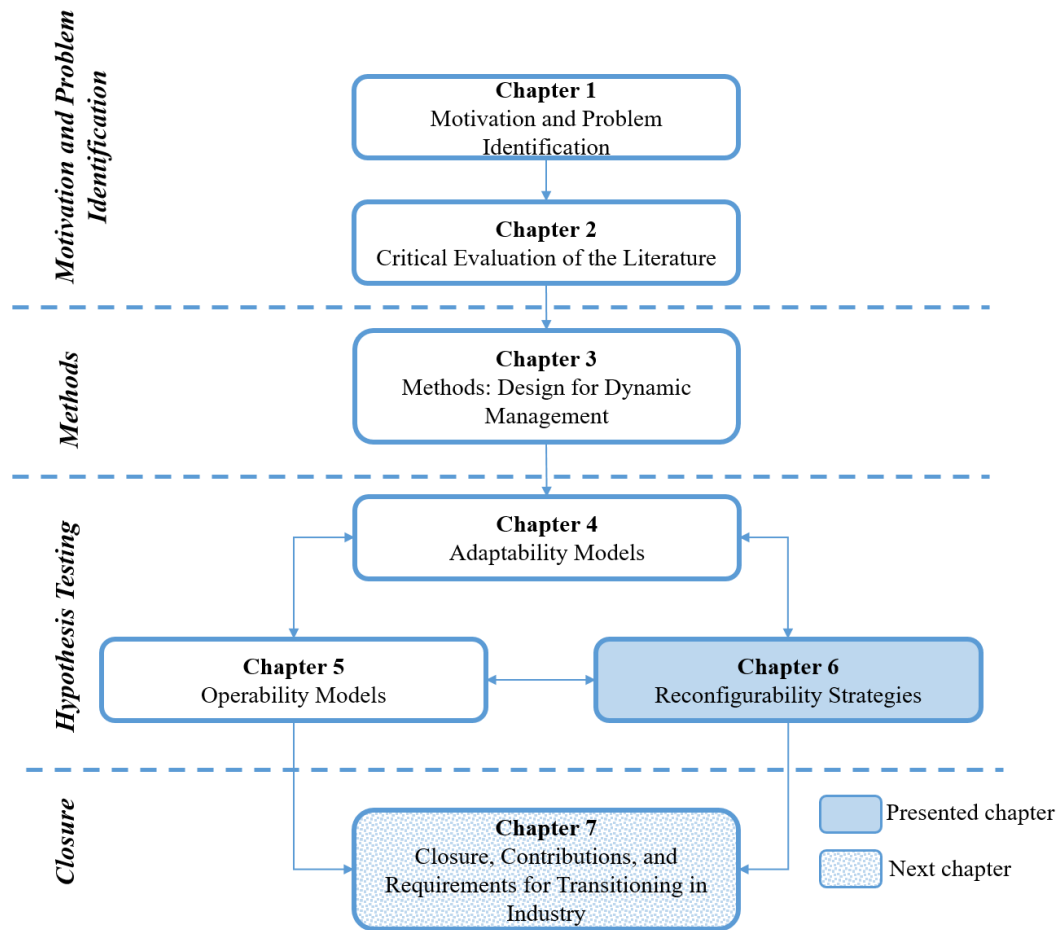 Motivation and Problem
Identification
Chapter 1
Motivation and Problem
Identification
Chapter 2
Critical Evaluation of the Literature
Methods
Chapter 3
Methods: Design for Dynamic
Management
Hypothesis Testing
Chapter 4
Adaptability Models
Chapter 5
Operability Models
Chapter 6
Reconfigurability Strategies
Closure
Chapter 7
Closure, Contributions, and
Requirements for Transitioning in
Industry
Presented chapter
Next chapter